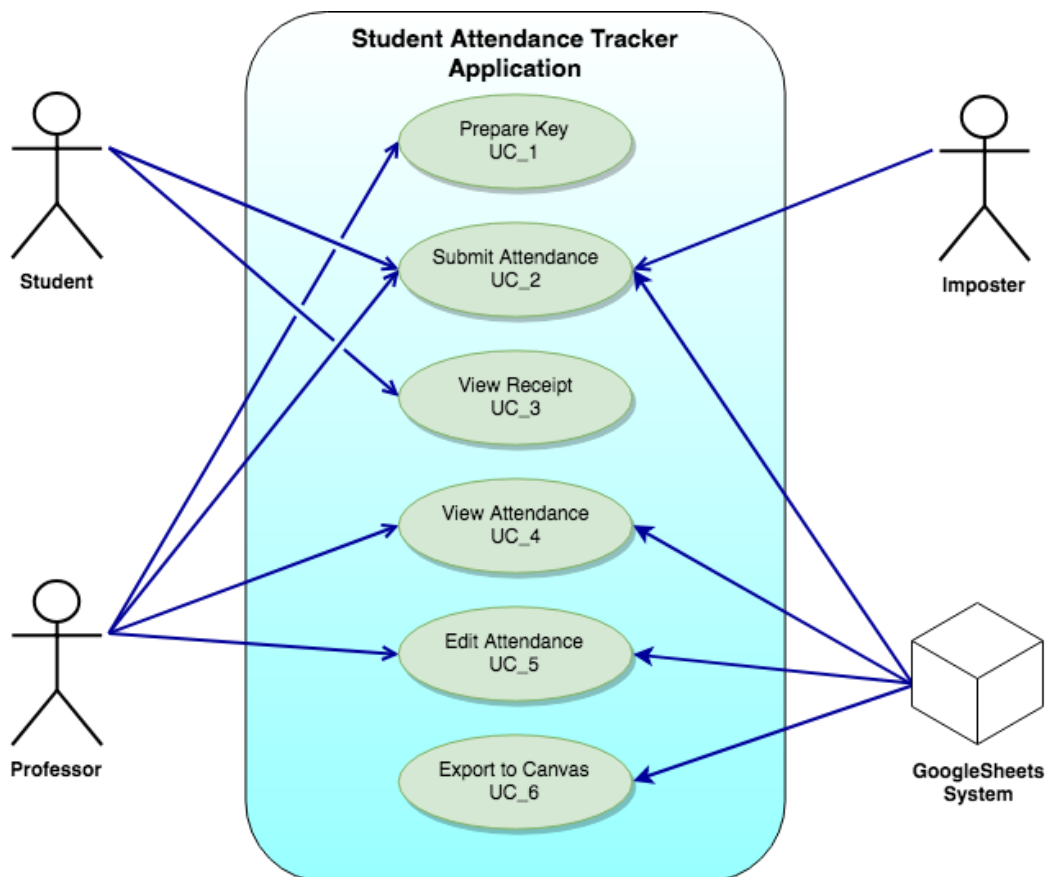 Student Attendance Tracker
Application
Prepare Key
UC_1
Submit Attendance
UC_2
Student
Imposter
View Receipt
UC_3
View Attendance
UC_4
Edit Attendance
UC_5
Professor
Export to Canvas
UC_6
GoogleSheets
System